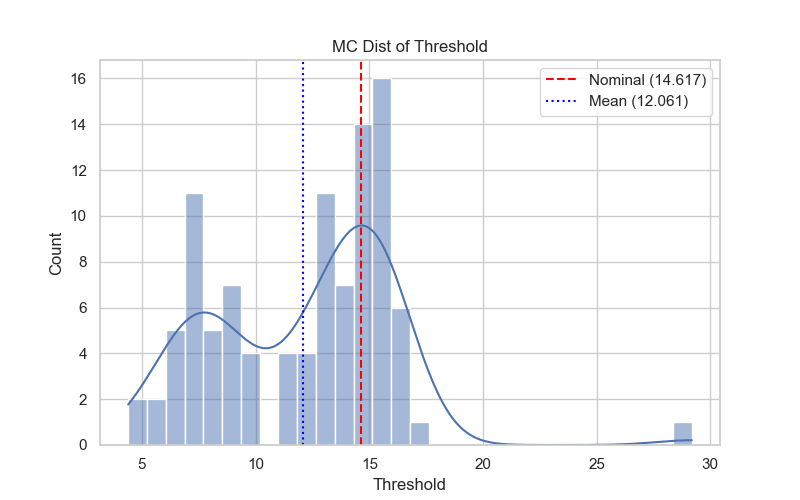 MC Dist of Threshold
Nominal (14.617)
Mean (12.061)
16
14
12
10
8
6
4
2
0
Count
5 10 15 20 25 30
Threshold